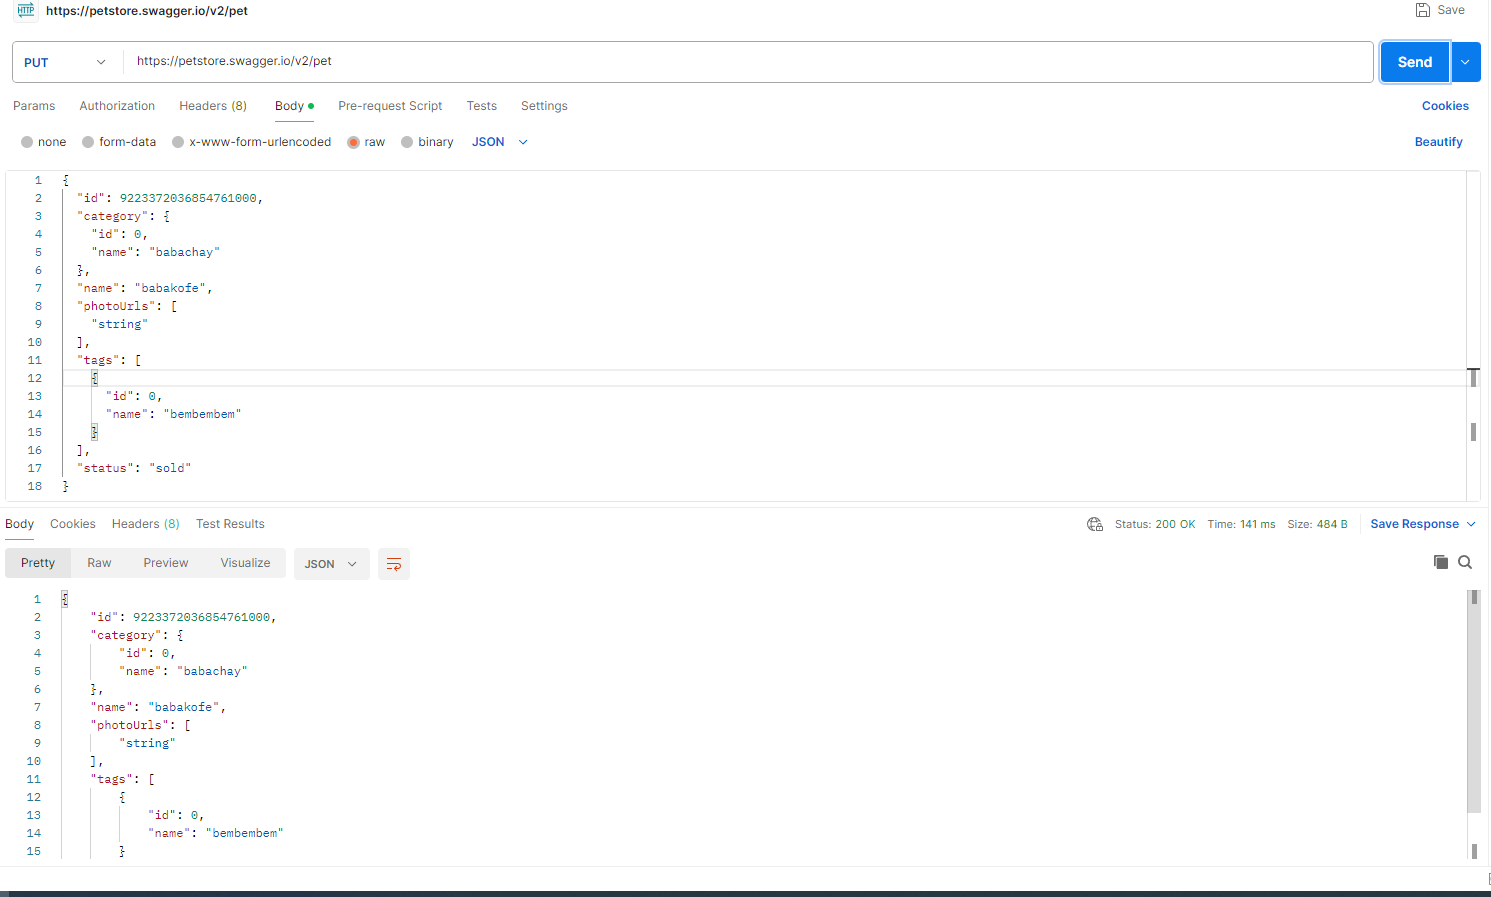 HTTP https://petstore.swagger.io/v2/pet Save
PUT https://petstore.swagger.io/v2/pet Send
Params Authorization Headers (8) Body Pre-request Script Tests Settings Cookies
none form-data x-www-form-urlencoded raw binary JSON Beautify
1 {
2 "id": 9223372036854761000,
3 "category": {
4 "id": 0,
5 "name": "babachay"
6 },
7 "name": "babakofe",
8 "photoUrls": [
9 "string"
10 ],
11 "tags": [
12 {
13 "id": 0,
14 "name": "bembembem"
15 }
16 ],
17 "status": "sold"
18 }
Body Cookies Headers (8) Test Results Status: 200 OK Time: 141 ms Size: 484 B Save Response
Pretty Raw Preview Visualize JSON
1 {
2 "id": 9223372036854761000,
3 "category": {
4 "id": 0,
5 "name": "babachay"
6 },
7 "name": "babakofe",
8 "photoUrls": [
9 "string"
10 ],
11 "tags": [
12 {
13 "id": 0,
14 "name": "bembembem"
15 }